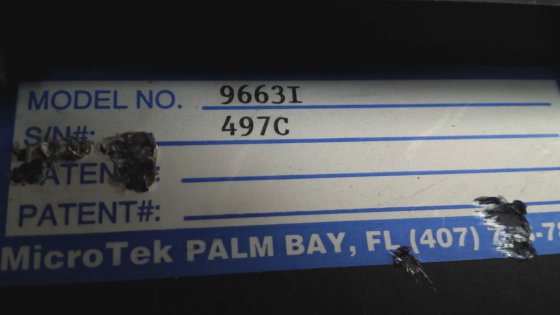 MODEL NO. 9663I
S/N#: 497C
PATENT#:
MicroTek PALM BAY, FL (407)